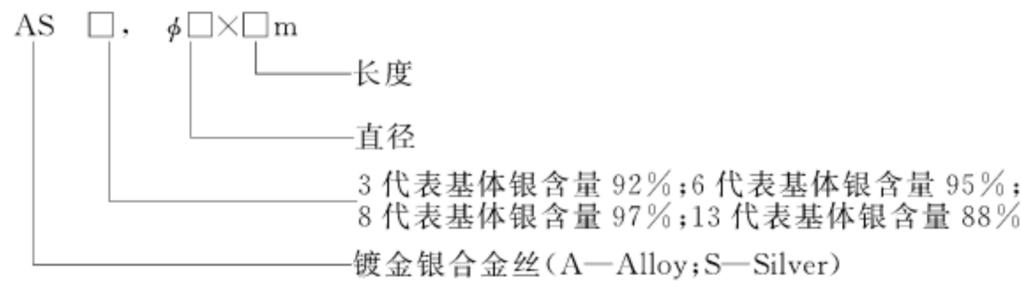 AS □, ϕ□×□m
长度
直径
3 代表基体银含量 92%;6 代表基体银含量 95%;
8 代表基体银含量 97%;13 代表基体银含量 88%
镀金银合金丝(A—Alloy;S—Silver)